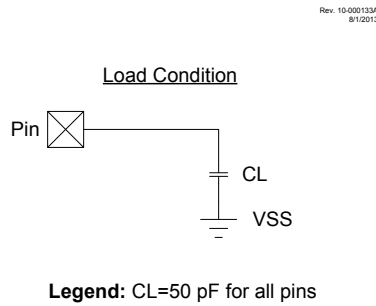 Rev. 10-000133A
8/1/2013
Load Condition
Pin
CL
VSS
Legend: CL=50 pF for all pins